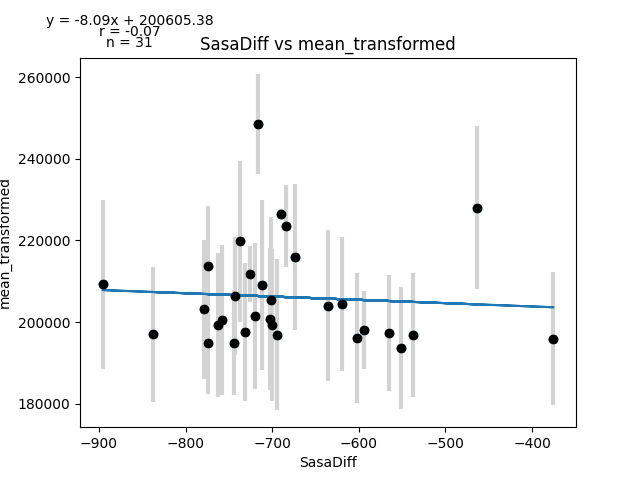 y = -8.09x + 200605.38
r = -0.07
n = 31
SasaDiff vs mean_transformed
260000
240000
220000
200000
180000
mean_transformed
−900
−800
−700
−600
−500
−400
SasaDiff